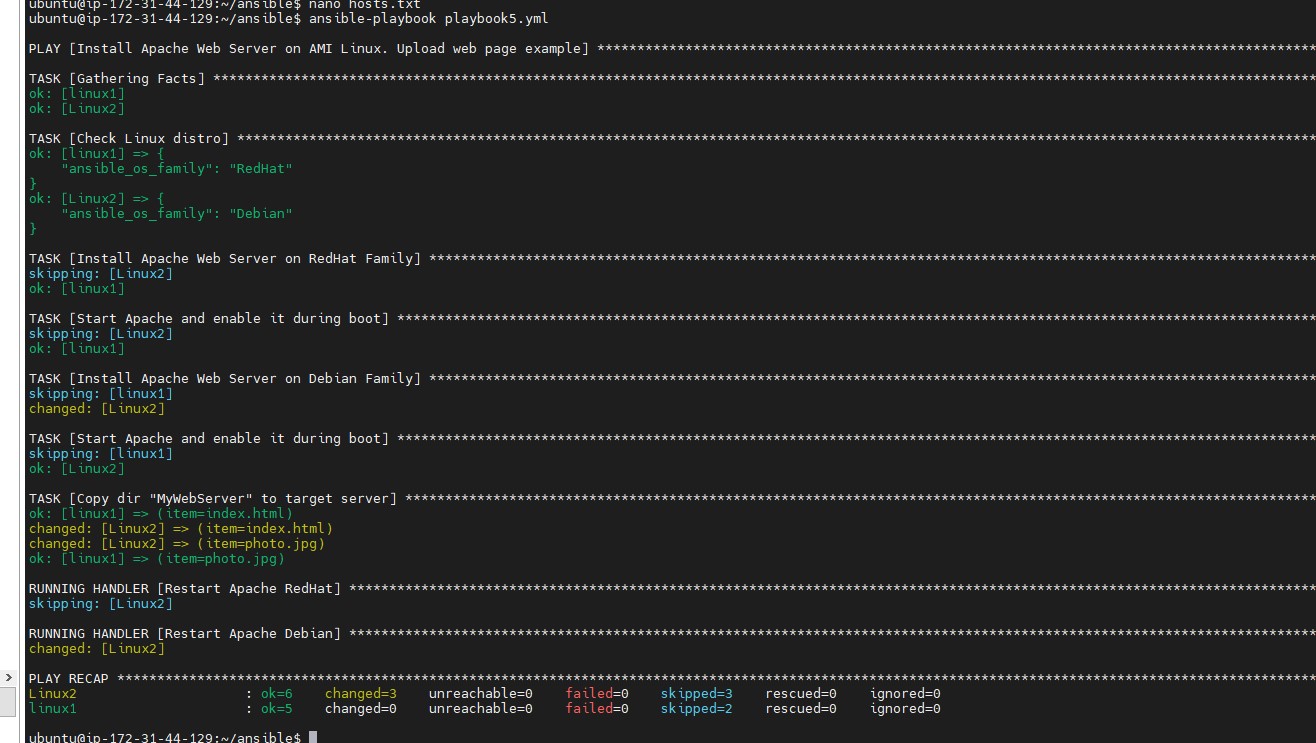 ubuntu@ip-172-31-44-129:~/ansible$ nano hosts.txt
ubuntu@ip-172-31-44-129:~/ansible$ ansible-playbook playbook5.yml
PLAY [Install Apache Web Server on AMI Linux. Upload web page example] ******************************************************************************************
TASK [Gathering Facts] ******************************************************************************************************************************************
ok: [linux1]
ok: [Linux2]
TASK [Check Linux distro] ***************************************************************************************************************************************
ok: [linux1] => {
    "ansible_os_family": "RedHat"
}
ok: [Linux2] => {
    "ansible_os_family": "Debian"
}
TASK [Install Apache Web Server on RedHat Family] ***************************************************************************************************************
skipping: [Linux2]
ok: [linux1]
TASK [Start Apache and enable it during boot] *******************************************************************************************************************
skipping: [Linux2]
ok: [linux1]
TASK [Install Apache Web Server on Debian Family] ***************************************************************************************************************
skipping: [linux1]
changed: [Linux2]
TASK [Start Apache and enable it during boot] *******************************************************************************************************************
skipping: [linux1]
ok: [Linux2]
TASK [Copy dir "MyWebServer" to target server] ******************************************************************************************************************
ok: [linux1] => (item=index.html)
changed: [Linux2] => (item=index.html)
changed: [Linux2] => (item=photo.jpg)
ok: [linux1] => (item=photo.jpg)
RUNNING HANDLER [Restart Apache RedHat] *************************************************************************************************************************
skipping: [Linux2]
RUNNING HANDLER [Restart Apache Debian] *************************************************************************************************************************
changed: [Linux2]
PLAY RECAP ******************************************************************************************************************************************************
Linux2                     : ok=6    changed=3    unreachable=0    failed=0    skipped=3    rescued=0    ignored=0
linux1                     : ok=5    changed=0    unreachable=0    failed=0    skipped=2    rescued=0    ignored=0
ubuntu@ip-172-31-44-129:~/ansible$